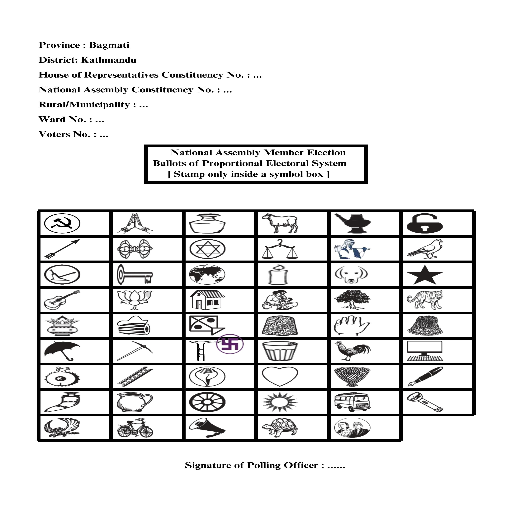 Province : Bagmati
District: Kathmandu
House of Representatives Constituency No. : ...
National Assembly Constituency No. : ...
Rural/Municipality : ...
Ward No. : ...
Voters No. : ...
National Assembly Member Election
Ballots of Proportional Electoral System
[ Stamp only inside a symbol box ]
Signature of Polling Officer : ......